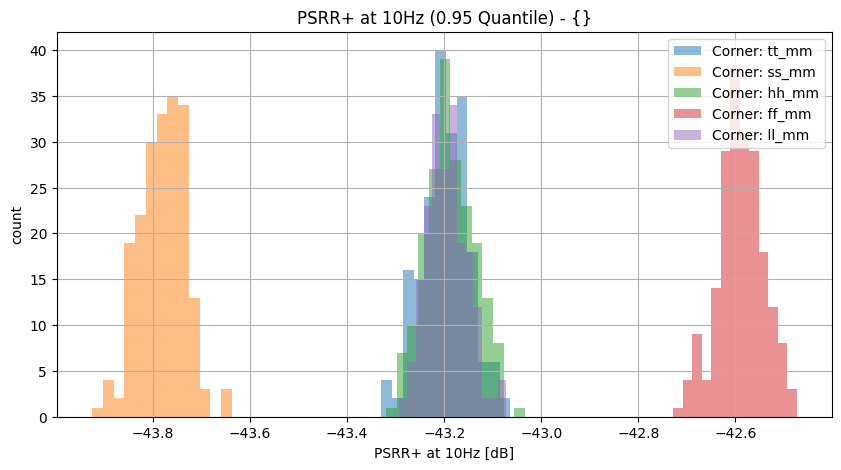 PSRR+ at 10Hz (0.95 Quantile) - {}
Corner: tt_mm
Corner: ss_mm
Corner: hh_mm
Corner: ff_mm
Corner: ll_mm
count
40
35
30
25
20
15
10
5
0
−43.8
−43.6
−43.4
−43.2
−43.0
−42.8
−42.6
PSRR+ at 10Hz [dB]